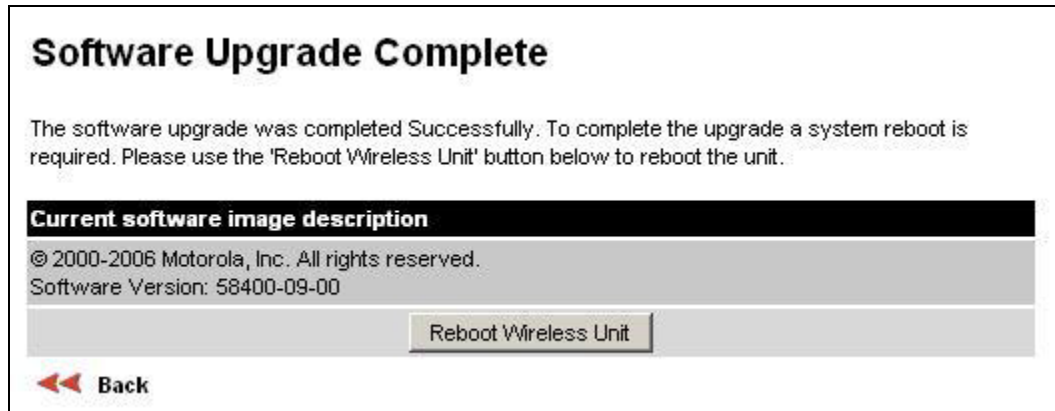 Software Upgrade Complete
The software upgrade was completed Successfully. To complete the upgrade a system reboot is
required. Please use the 'Reboot Wireless Unit' button below to reboot the unit.
Current software image description
© 2000-2006 Motorola, Inc. All rights reserved.
Software Version: 58400-09-00
Reboot Wireless Unit
Back